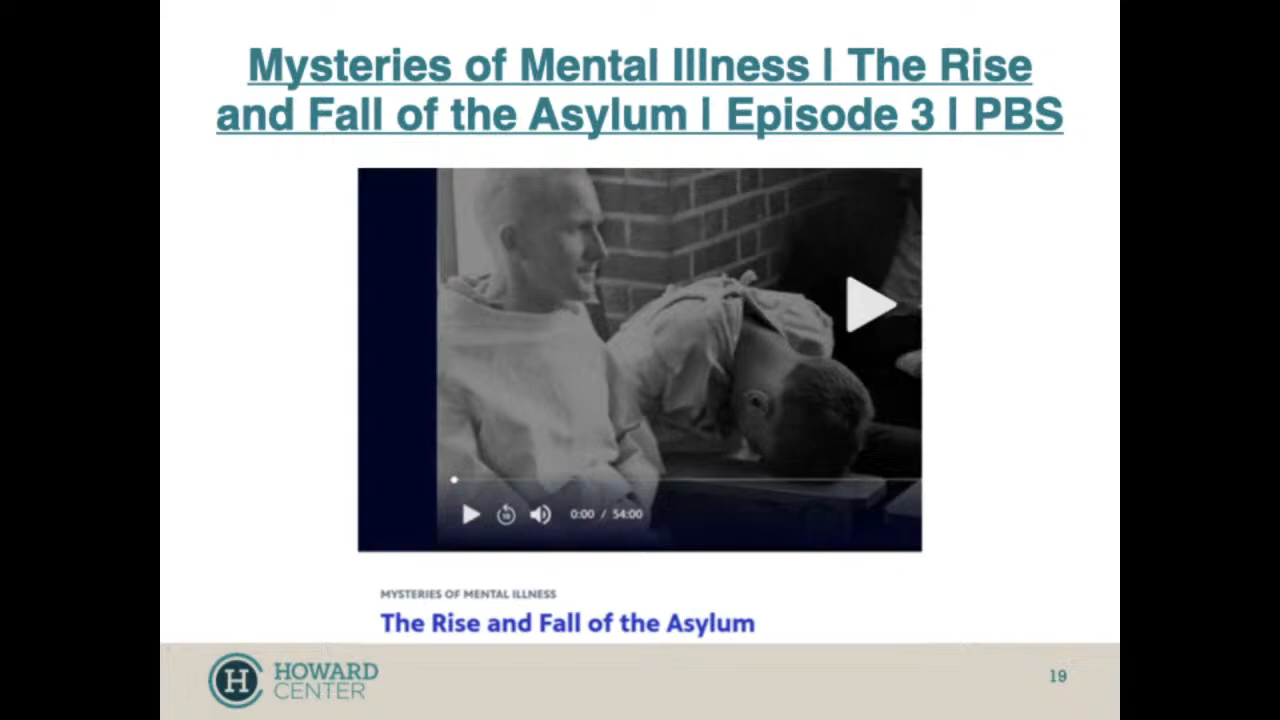 Mysteries of Mental Illness | The Rise
and Fall of the Asylum | Episode 3 | PBS
10
0:00 / 54:00
MYSTERIES OF MENTAL ILLNESS
The Rise and Fall of the Asylum
H
HOWARD
CENTER
19